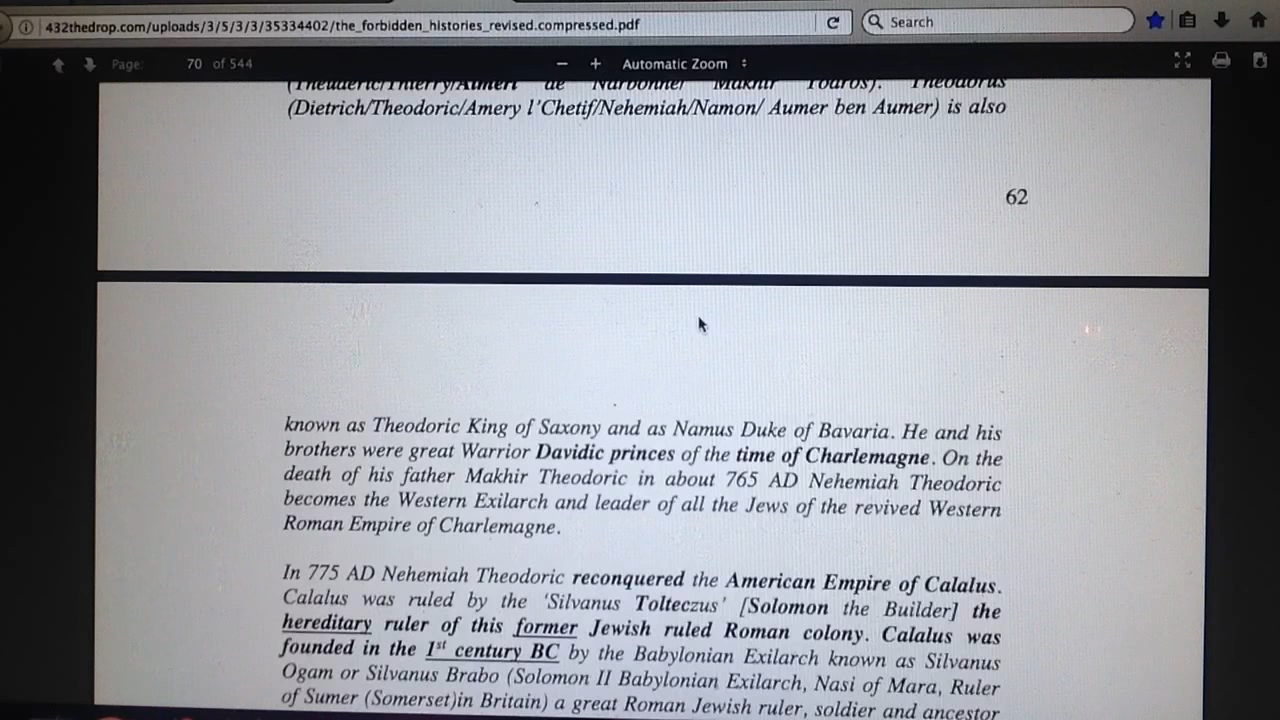 432thedrop.com/uploads/3/5/3/3/35334402/the_forbidden_histories_revised.compressed.pdf
Search
Page: 70 of 544
Automatic Zoom
(Theuderic/Thierry/Aumeri de Narbonne/ Makhir Todros). Theodorus
(Dietrich/Theodoric/Amery l'Chetif/Nehemiah/Namon/ Aumer ben Aumer) is also
62
known as Theodoric King of Saxony and as Namus Duke of Bavaria. He and his
brothers were great Warrior Davidic princes of the time of Charlemagne. On the
death of his father Makhir Theodoric in about 765 AD Nehemiah Theodoric
becomes the Western Exilarch and leader of all the Jews of the revived Western
Roman Empire of Charlemagne.
In 775 AD Nehemiah Theodoric reconquered the American Empire of Calalus.
Calalus was ruled by the 'Silvanus Tolteczus' [Solomon the Builder] the
hereditary ruler of this former Jewish ruled Roman colony. Calalus was
founded in the 1st century BC by the Babylonian Exilarch known as Silvanus
Ogam or Silvanus Brabo (Solomon II Babylonian Exilarch, Nasi of Mara, Ruler
of Sumer (Somerset)in Britain) a great Roman Jewish ruler, soldier and ancestor